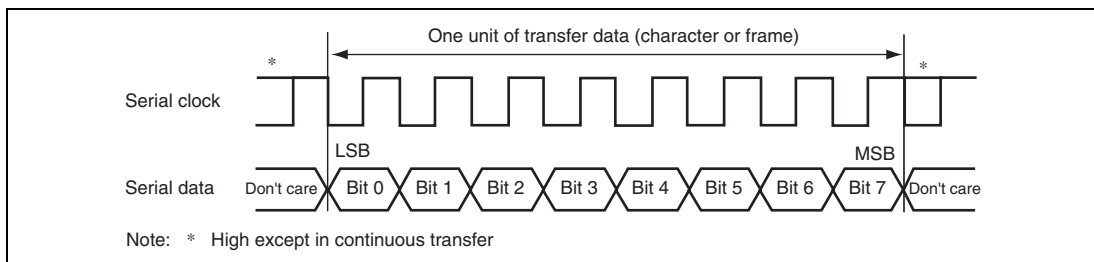 One unit of transfer data (character or frame)
* *
Serial clock
LSB MSB
Serial data Don't care Bit 0 Bit 1 Bit 2 Bit 3 Bit 4 Bit 5 Bit 6 Bit 7 Don't care
Note: * High except in continuous transfer